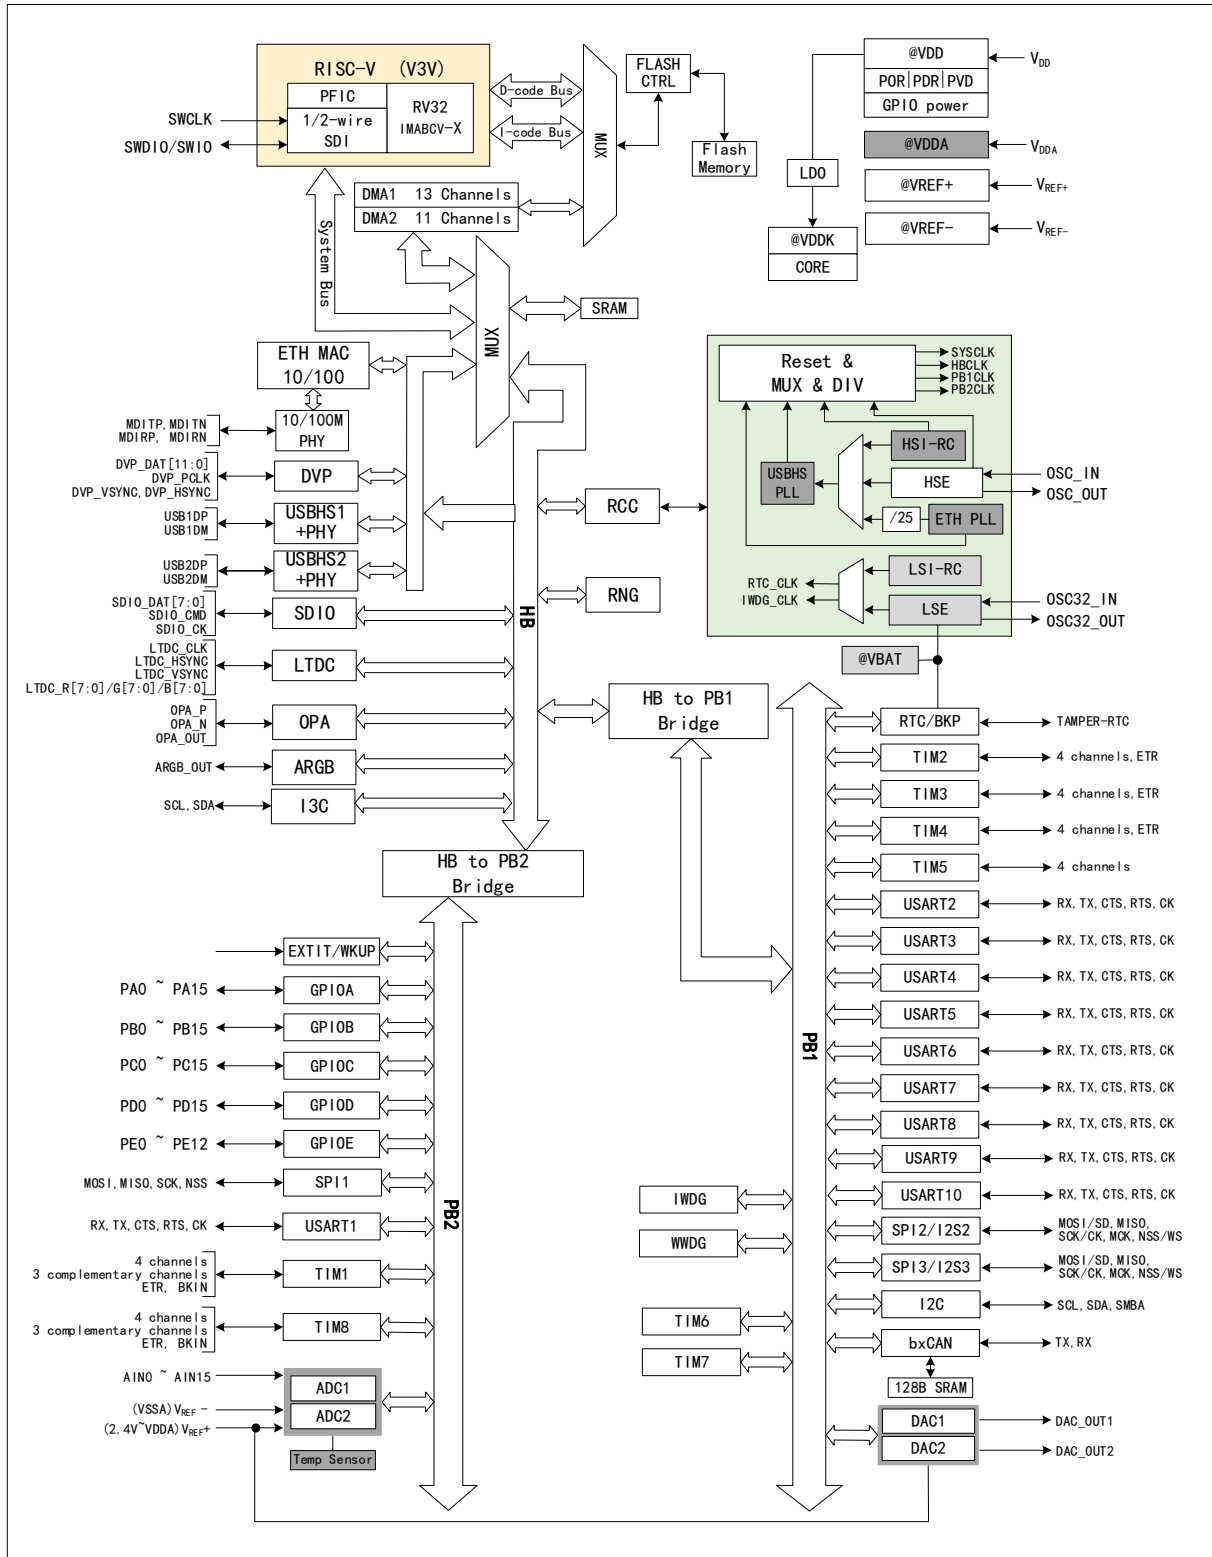 RISC-V (V3V)
PFIC
1/2-wire
SDI
RV32
IMABCV-X
SWCLK
SWDIO/SWIO
D-code Bus
I-code Bus
MUX
FLASH
CTRL
Flash
Memory
@VDD
POR|PDR|PVD
GPIO power
VDD
@VDDA
VDDA
@VREF+
VREF+
@VREF-
VREF-
LDO
@VDDK
CORE
DMA1 13 Channels
DMA2 11 Channels
System Bus
MUX
SRAM
ETH MAC
10/100
10/100M
PHY
MDITP, MDITN
MDIRP, MDIRN
DVP_DAT[11:0]
DVP_PCLK
DVP_VSYNC, DVP_HSYNC
DVP
USB1DP
USB1DM
USBHS1
+PHY
USB2DP
USB2DM
USBHS2
+PHY
SDIO_DAT[7:0]
SDIO_CMD
SDIO_CK
SDIO
LTDC_CLK
LTDC_HSYNC
LTDC_VSYNC
LTDC_R[7:0]/G[7:0]/B[7:0]
LTDC
OPA_P
OPA_N
OPA_OUT
OPA
ARGB_OUT
ARGB
SCL, SDA
I3C
HB
RCC
RNG
Reset &
MUX & DIV
SYSCLK
HBCLK
PB1CLK
PB2CLK
USBHS
PLL
HSI-RC
HSE
/25
ETH PLL
OSC_IN
OSC_OUT
RTC_CLK
IWDG_CLK
LSI-RC
LSE
OSC32_IN
OSC32_OUT
@VBAT
HB to PB1
Bridge
HB to PB2
Bridge
PB1
RTC/BKP
TAMPER-RTC
TIM2
4 channels, ETR
TIM3
4 channels, ETR
TIM4
4 channels, ETR
TIM5
4 channels
USART2
RX, TX, CTS, RTS, CK
USART3
RX, TX, CTS, RTS, CK
USART4
RX, TX, CTS, RTS, CK
USART5
RX, TX, CTS, RTS, CK
USART6
RX, TX, CTS, RTS, CK
USART7
RX, TX, CTS, RTS, CK
USART8
RX, TX, CTS, RTS, CK
USART9
RX, TX, CTS, RTS, CK
USART10
RX, TX, CTS, RTS, CK
SPI2/I2S2
MOSI/SD, MISO,
SCK/CK, MCK, NSS/WS
SPI3/I2S3
MOSI/SD, MISO,
SCK/CK, MCK, NSS/WS
I2C
SCL, SDA, SMBA
bxCAN
TX, RX
128B SRAM
DAC1
DAC_OUT1
DAC2
DAC_OUT2
IWDG
WWDG
TIM6
TIM7
PB2
EXTIT/WKUP
PA0 ~ PA15
GPIOA
PB0 ~ PB15
GPIOB
PC0 ~ PC15
GPIOC
PD0 ~ PD15
GPIOD
PE0 ~ PE12
GPIOE
MOSI, MISO, SCK, NSS
SPI1
RX, TX, CTS, RTS, CK
USART1
4 channels
3 complementary channels
ETR, BKIN
TIM1
4 channels
3 complementary channels
ETR, BKIN
TIM8
AIN0 ~ AIN15
(VSSA) VREF -
(2.4V~VDDA) VREF+
ADC1
ADC2
Temp Sensor